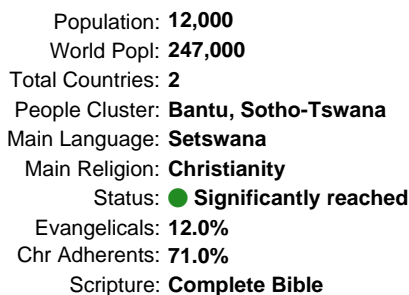 Population: 12,000
World Popl: 247,000
Total Countries: 2
People Cluster: Bantu, Sotho-Tswana
Main Language: Setswana
Main Religion: Christianity
Status: Significantly reached
Evangelicals: 12.0%
Chr Adherents: 71.0%
Scripture: Complete Bible